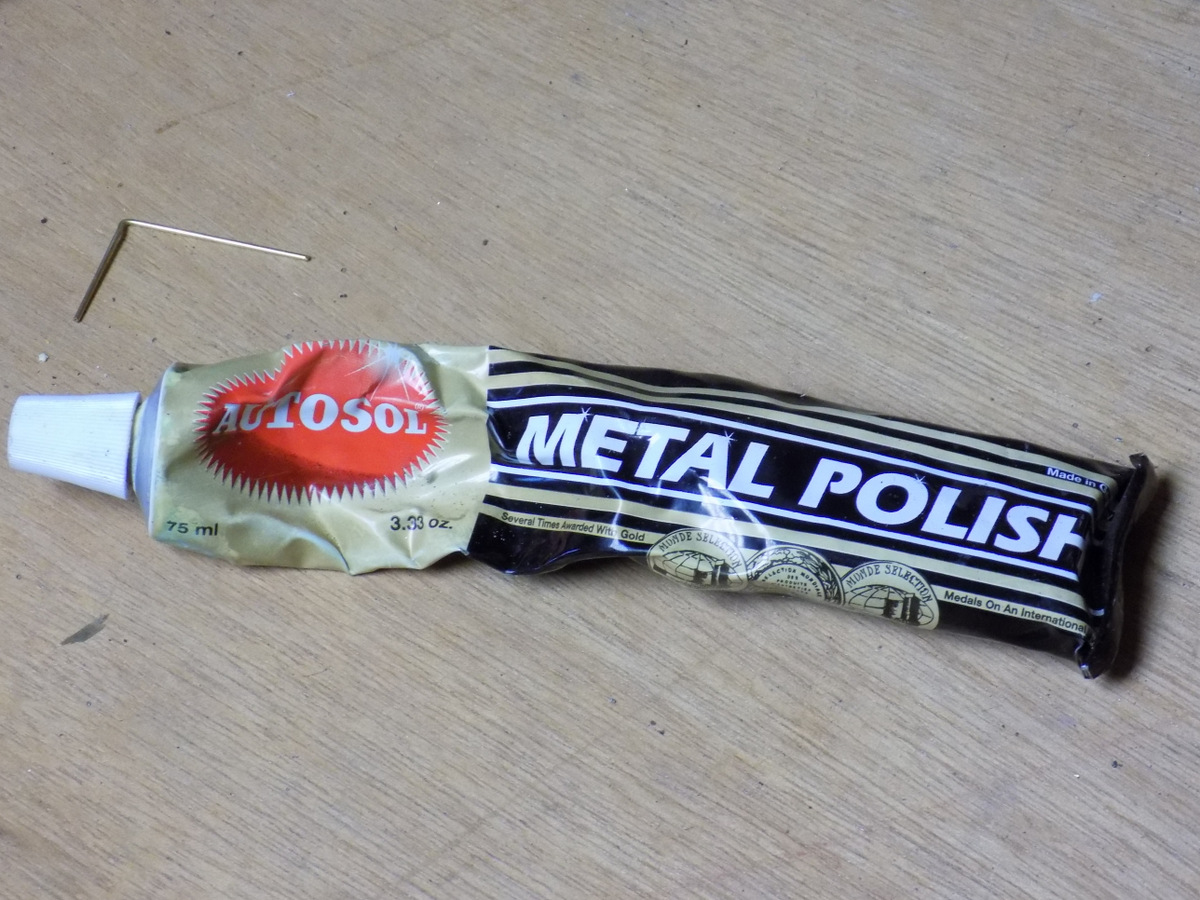 AUTOSOL
75 ml
3.33 oz.
METAL POLISH
Made in G
Several Times Awarded With Gold
MONDE SELECTION
MONDE SELECTION
Medals On An International